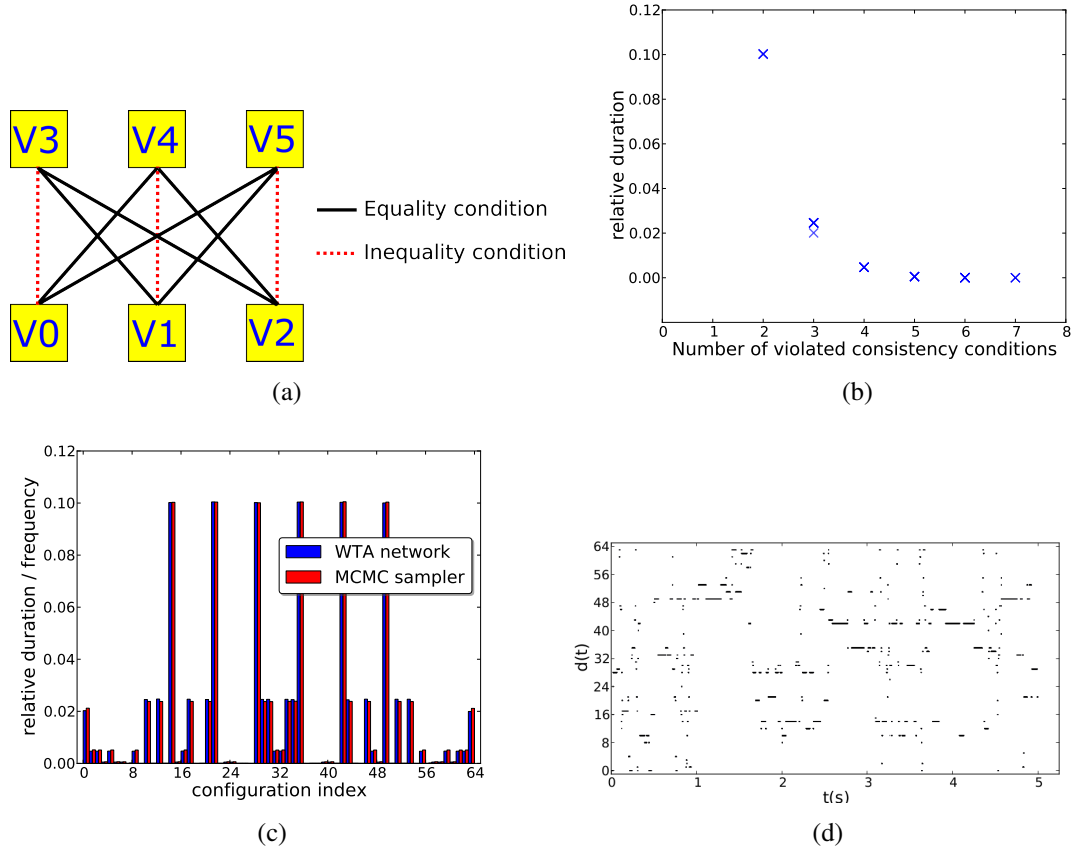 V3 V4 V5
Equality condition
Inequality condition
V0 V1 V2
(a)
0.12
0.10
0.08
0.06
0.04
0.02
0.00
relative duration
0 1 2 3 4 5 6 7 8
Number of violated consistency conditions
(b)
0.12
0.10
0.08
0.06
0.04
0.02
0.00
relative duration / frequency
WTA network
MCMC sampler
0 8 16 24 32 40 48 56 64
configuration index
(c)
64
56
48
40
32
24
16
8
0
d(t)
0 1 2 3 4 5
t(s)
(d)